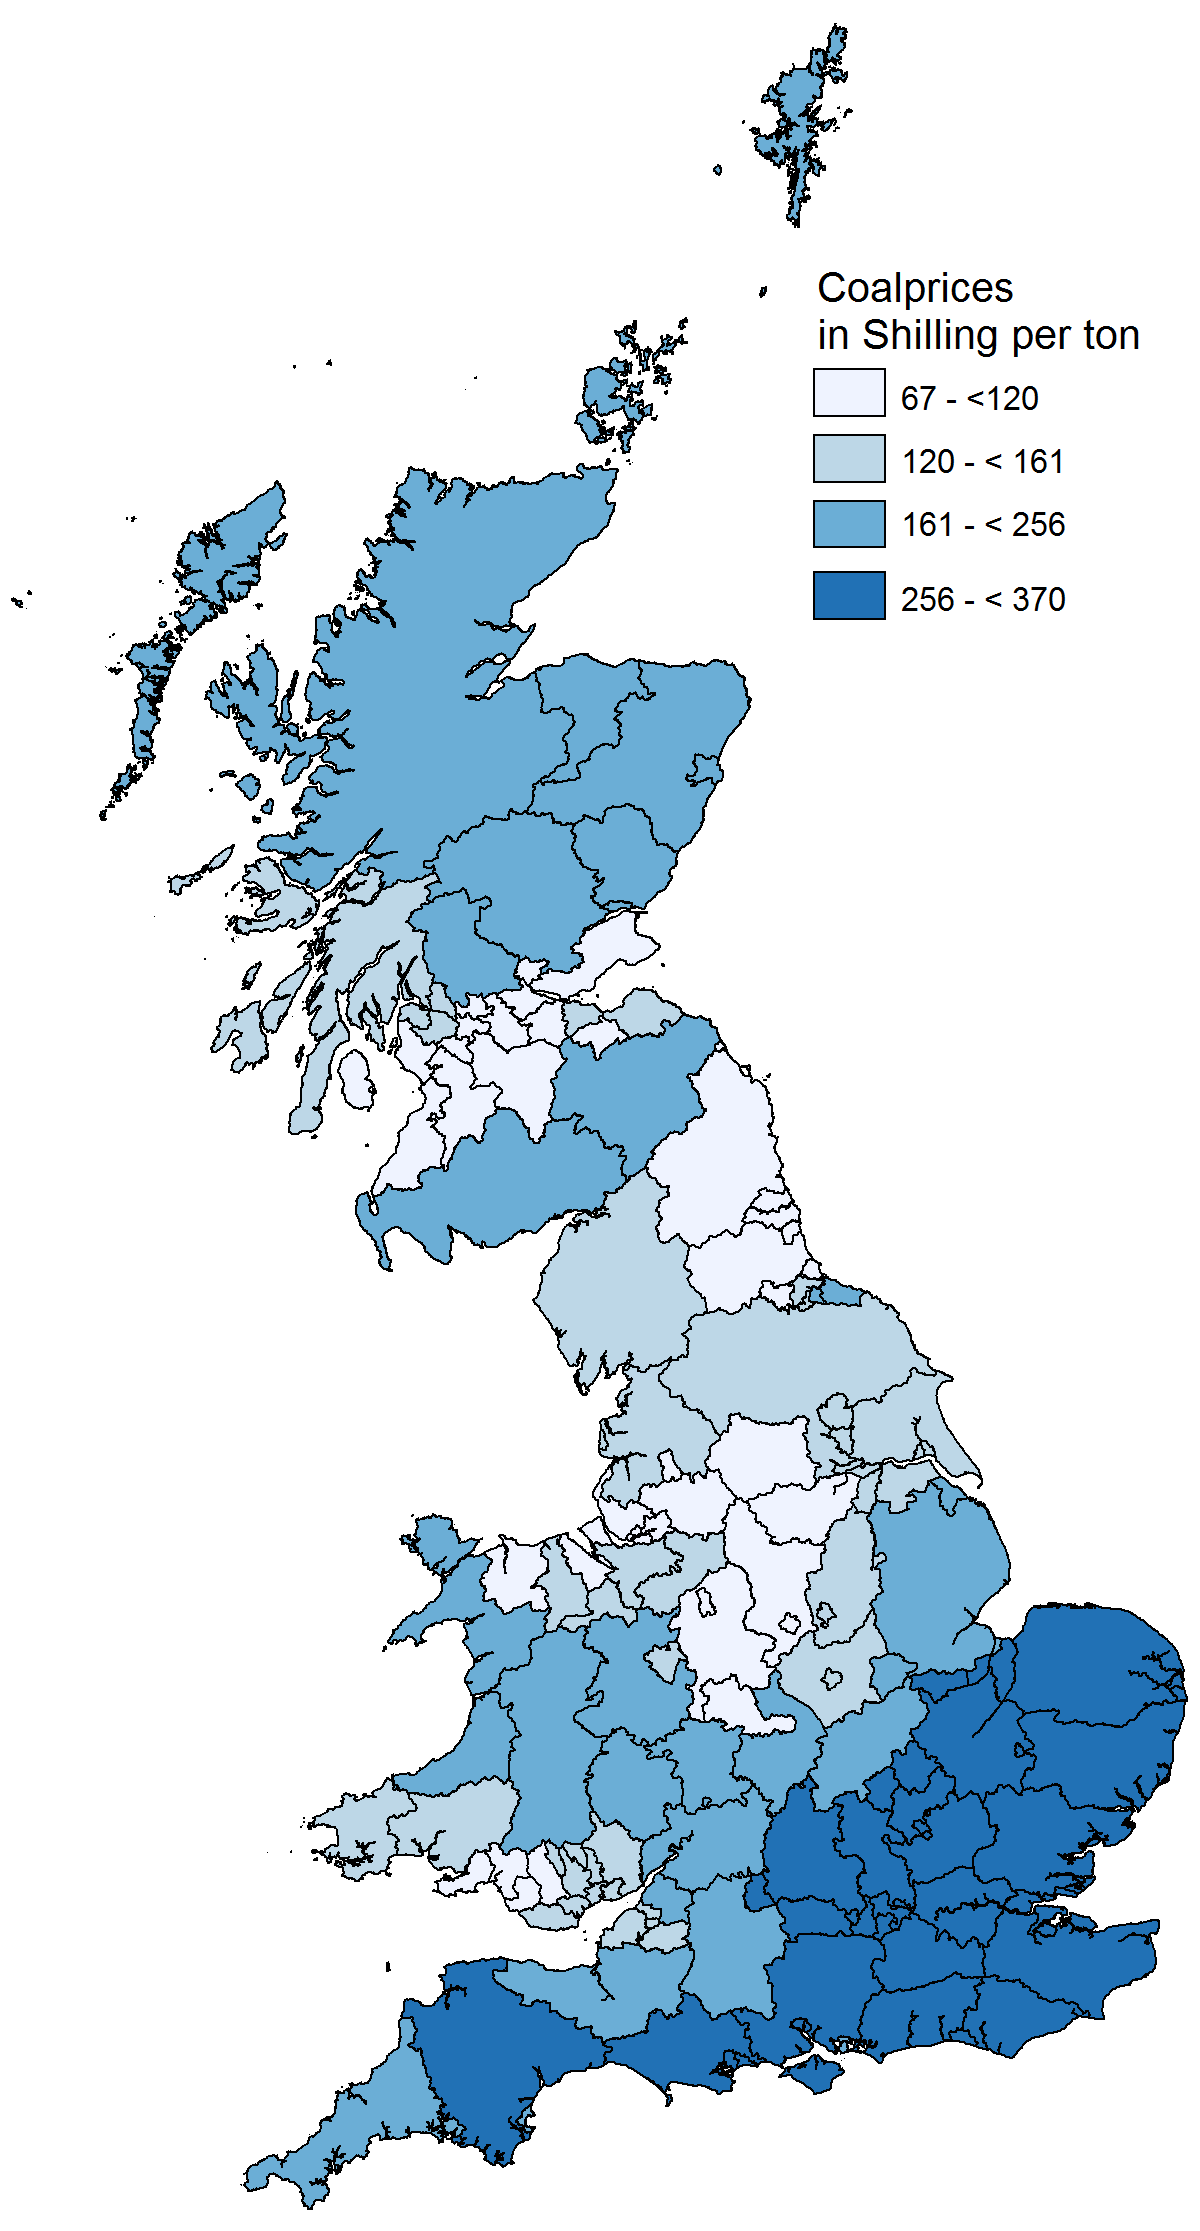 Coalprices
in Shilling per ton
67 - <120
120 - < 161
161 - < 256
256 - < 370